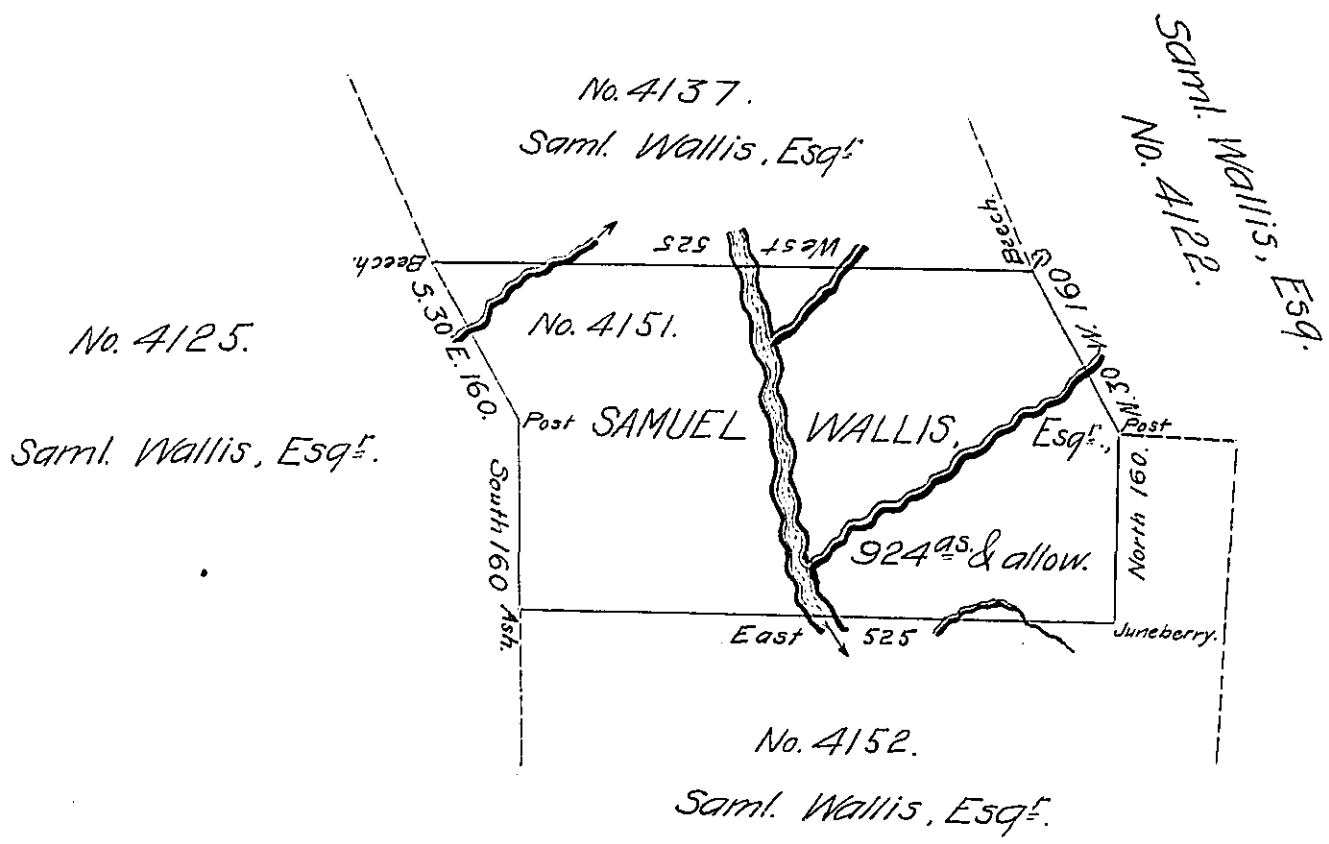 No. 4137.
Saml. Wallis, Esqr.
Saml. Wallis, Esq.
No. 4122.
Beech.
West 525
Beech.
S. 30 E. 160.
N. 30 W. 160
No. 4125.
No. 4151.
Saml. Wallis, Esqr.
Post
SAMUEL WALLIS, Esqr.,
Post
South 160
North 160.
924 as. & allow.
Ash.
East 525
Juneberry.
No. 4152.
Saml. Wallis, Esqr.